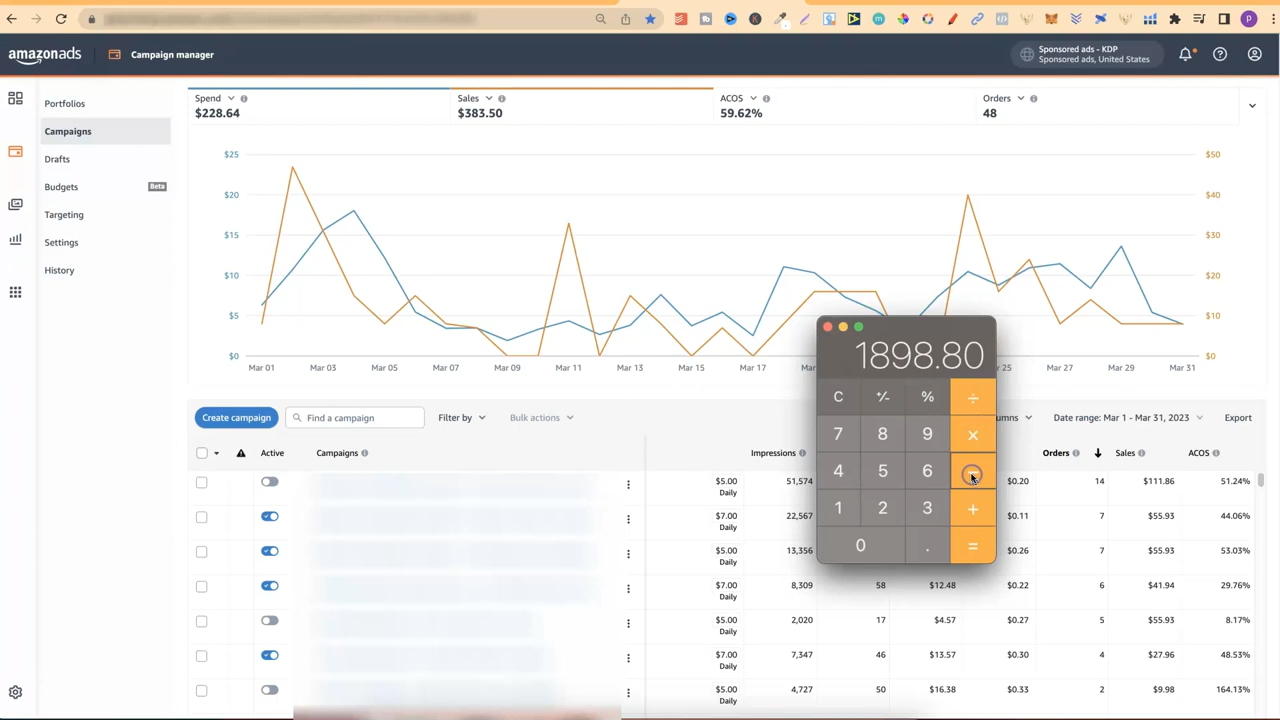 amazonads
Campaign manager
Sponsored ads - KDP
Sponsored ads, United States
Portfolios
Campaigns
Drafts
Budgets
Beta
Targeting
Settings
History
Spend
$228.64
Sales
$383.50
ACOS
59.62%
Orders
48
$25
$20
$15
$10
$5
$0
$50
$40
$30
$20
$10
$0
Mar 01
Mar 03
Mar 05
Mar 07
Mar 09
Mar 11
Mar 13
Mar 15
Mar 17
Mar 27
Mar 29
Mar 31
1898.80
C +/- % ÷
7 8 9 ×
4 5 6 −
1 2 3 +
0 . =
Create campaign
Find a campaign
Filter by
Bulk actions
Date range: Mar 1 - Mar 31, 2023
Export
Active Campaigns Impressions Orders Sales ACOS
$5.00 51,574 $0.20 14 $111.86 51.24%
Daily
$7.00 22,567 $0.11 7 $55.93 44.06%
Daily
$5.00 13,356 $0.26 7 $55.93 53.03%
Daily
$7.00 8,309 58 $12.48 $0.22 6 $41.94 29.76%
Daily
$5.00 2,020 17 $4.57 $0.27 5 $55.93 8.17%
Daily
$7.00 7,347 46 $13.57 $0.30 4 $27.96 48.53%
Daily
$5.00 4,727 50 $16.38 $0.33 2 $9.98 164.13%
Daily